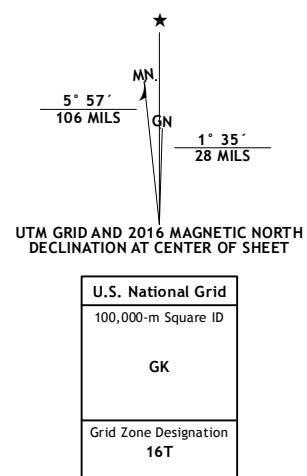 ★
MN.
5° 57´
106 MILS
GN
1° 35´
28 MILS
UTM GRID AND 2016 MAGNETIC NORTH
DECLINATION AT CENTER OF SHEET
U.S. National Grid
100,000-m Square ID
GK
Grid Zone Designation
16T